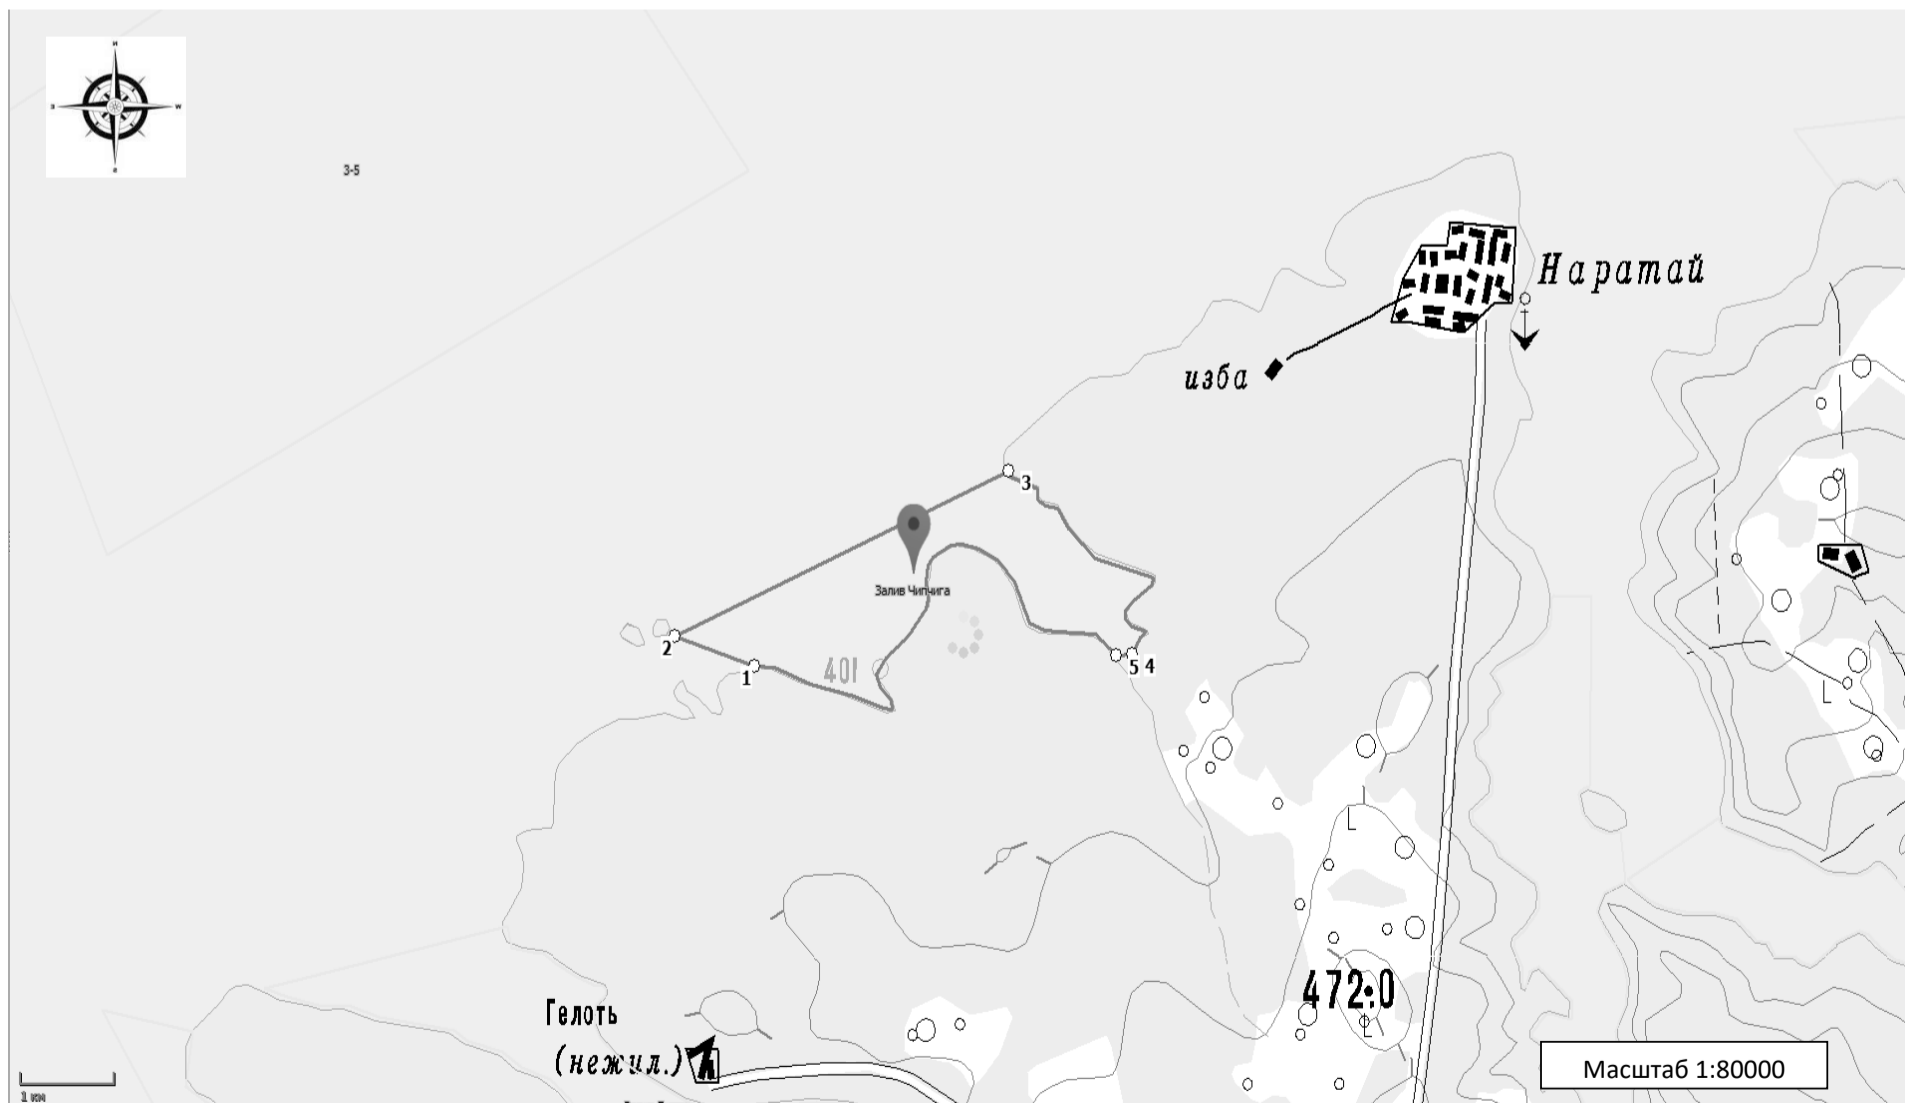 3-5
Наратай
изба
3
Залив Чипчига
2
1
401
5 4
472.0
Гелоть
(нежил.)
Масштаб 1:80000
1 км